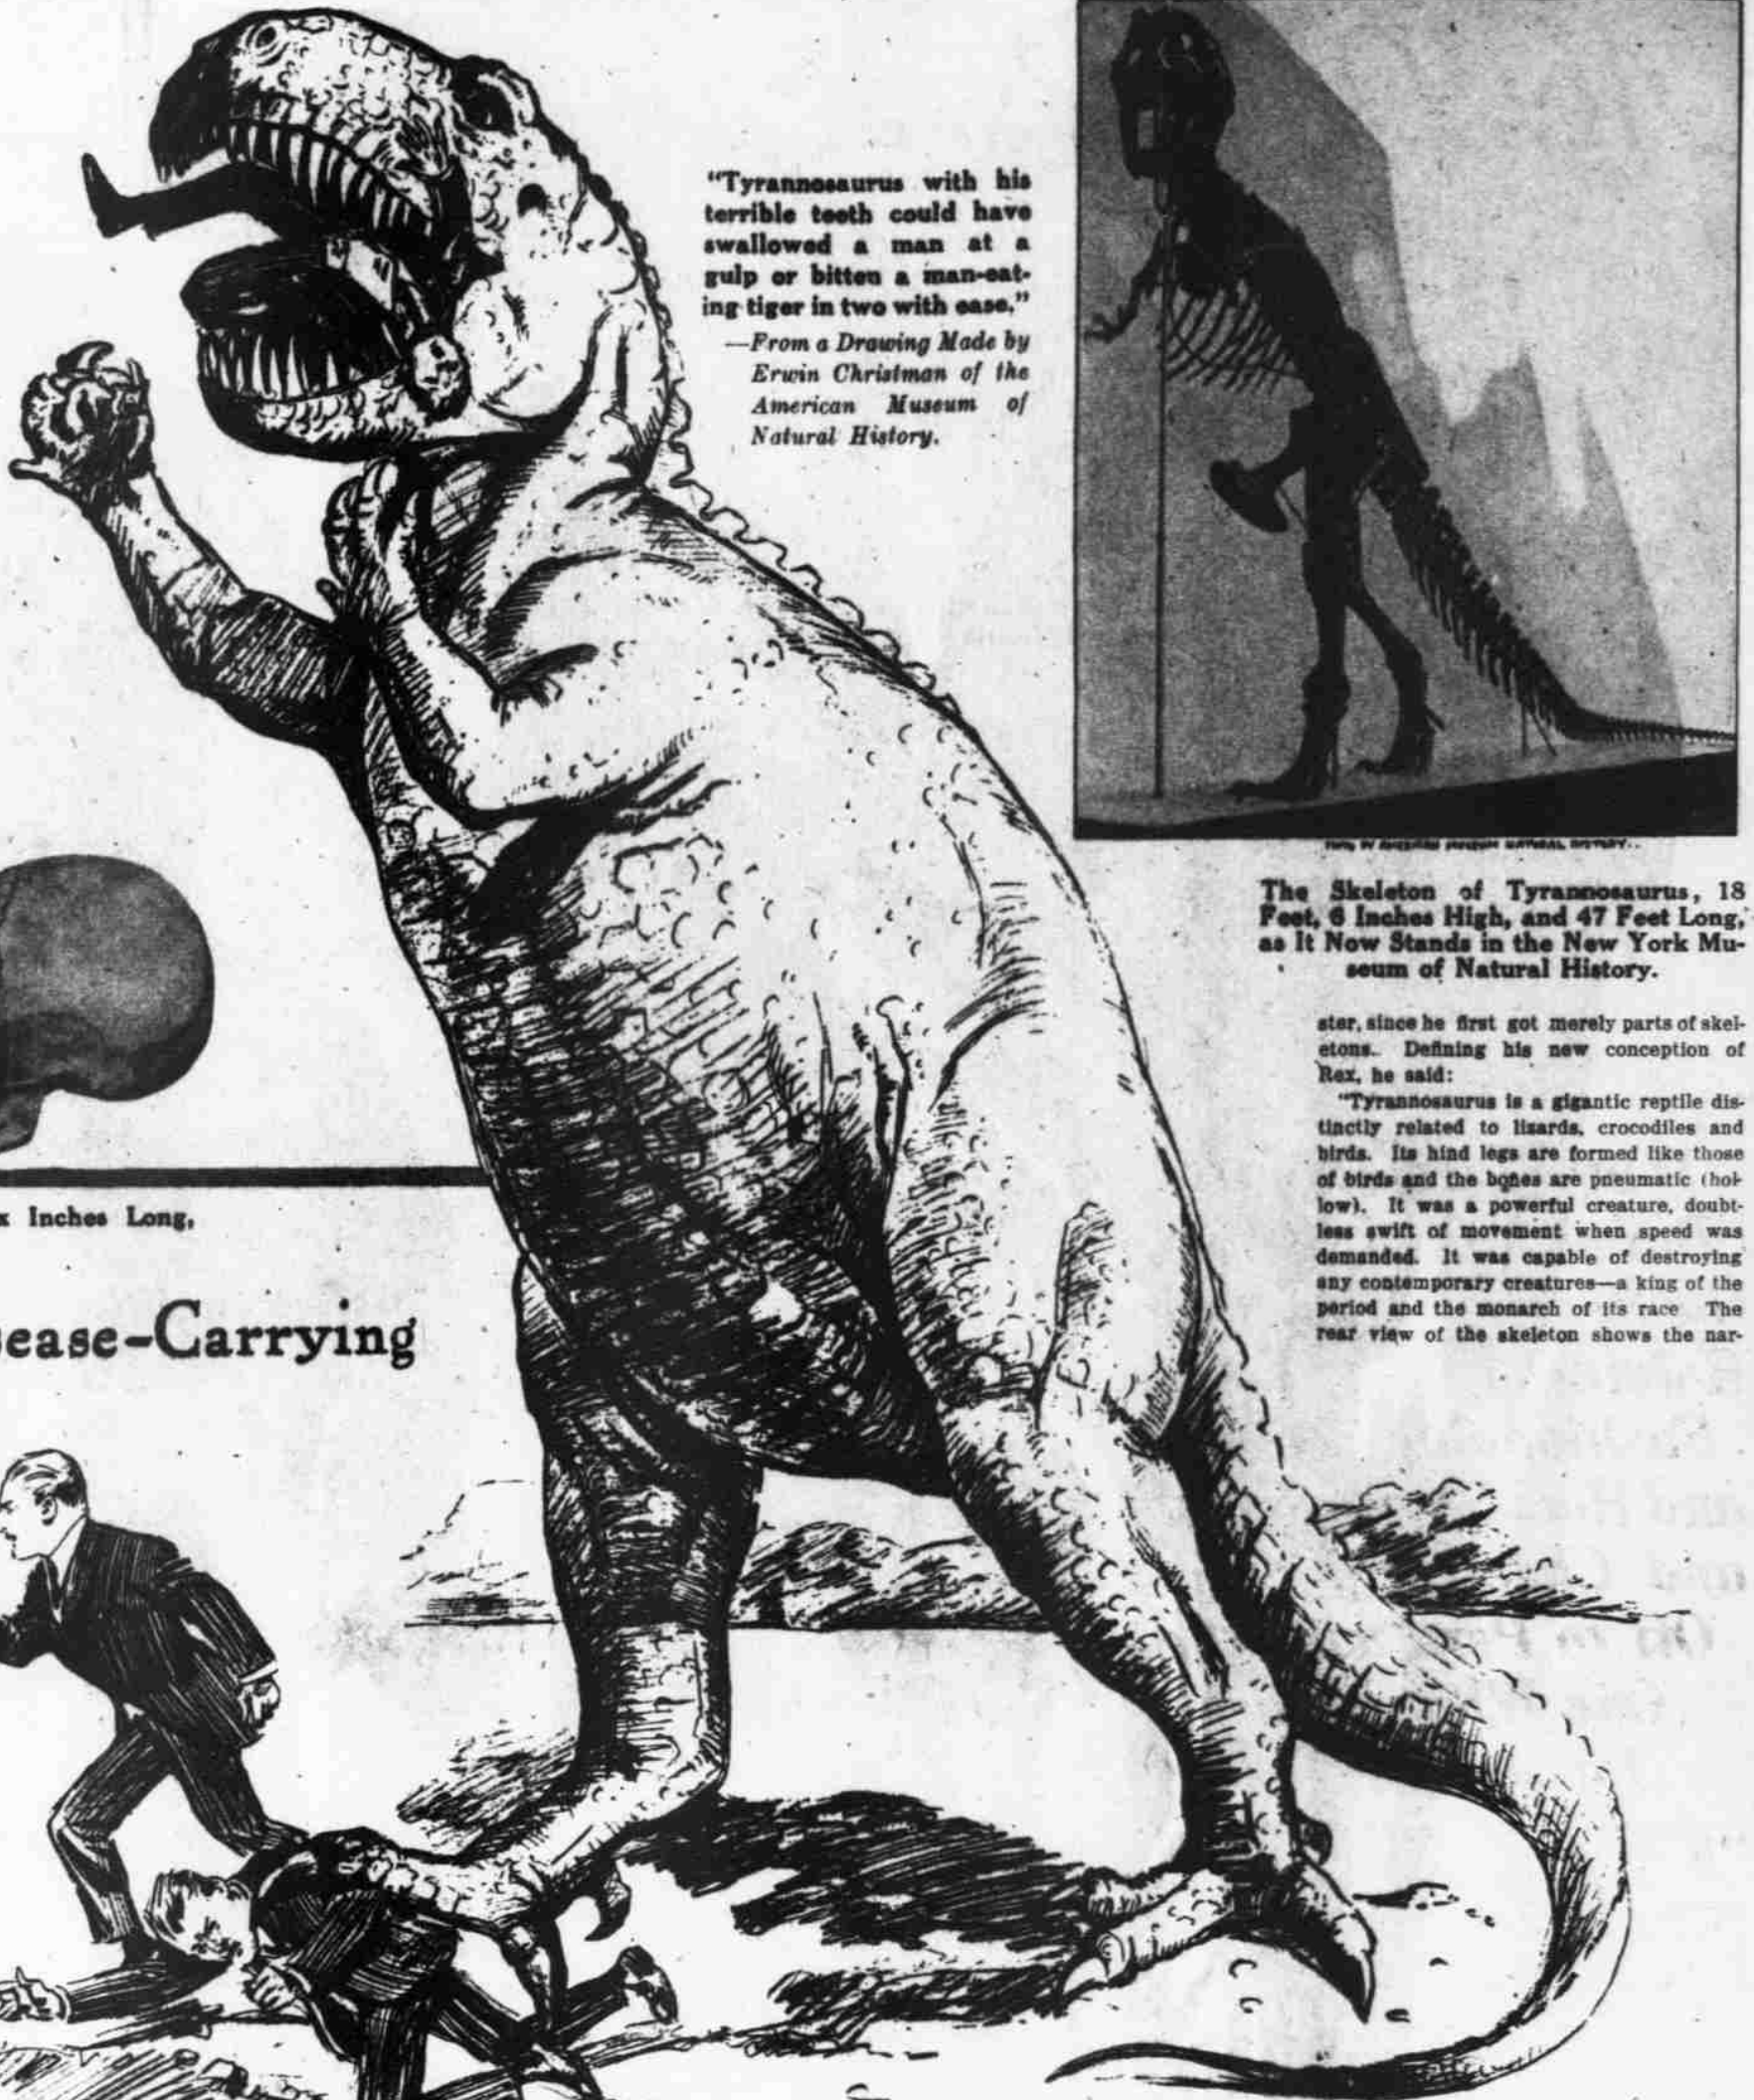 "Tyrannosaurus with his
terrible teeth could have
swallowed a man at a
gulp or bitten a man-eat-
ing tiger in two with ease."
—From a Drawing Made by
Erwin Christman of the
American Museum of
Natural History.
AMERICAN MUSEUM NATURAL HISTORY..
The Skeleton of Tyrannosaurus, 18
Feet, 6 Inches High, and 47 Feet Long,
as It Now Stands in the New York Mu-
seum of Natural History.
ster, since he first got merely parts of skel-
etons. Defining his new conception of
Rex, he said:
"Tyrannosaurus is a gigantic reptile dis-
tinctly related to lizards, crocodiles and
birds. Its hind legs are formed like those
of birds and the bones are pneumatic (hol-
low). It was a powerful creature, doubt-
less swift of movement when speed was
demanded. It was capable of destroying
any contemporary creatures—a king of the
period and the monarch of its race The
rear view of the skeleton shows the nar-
x Inches Long,
ease-Carrying